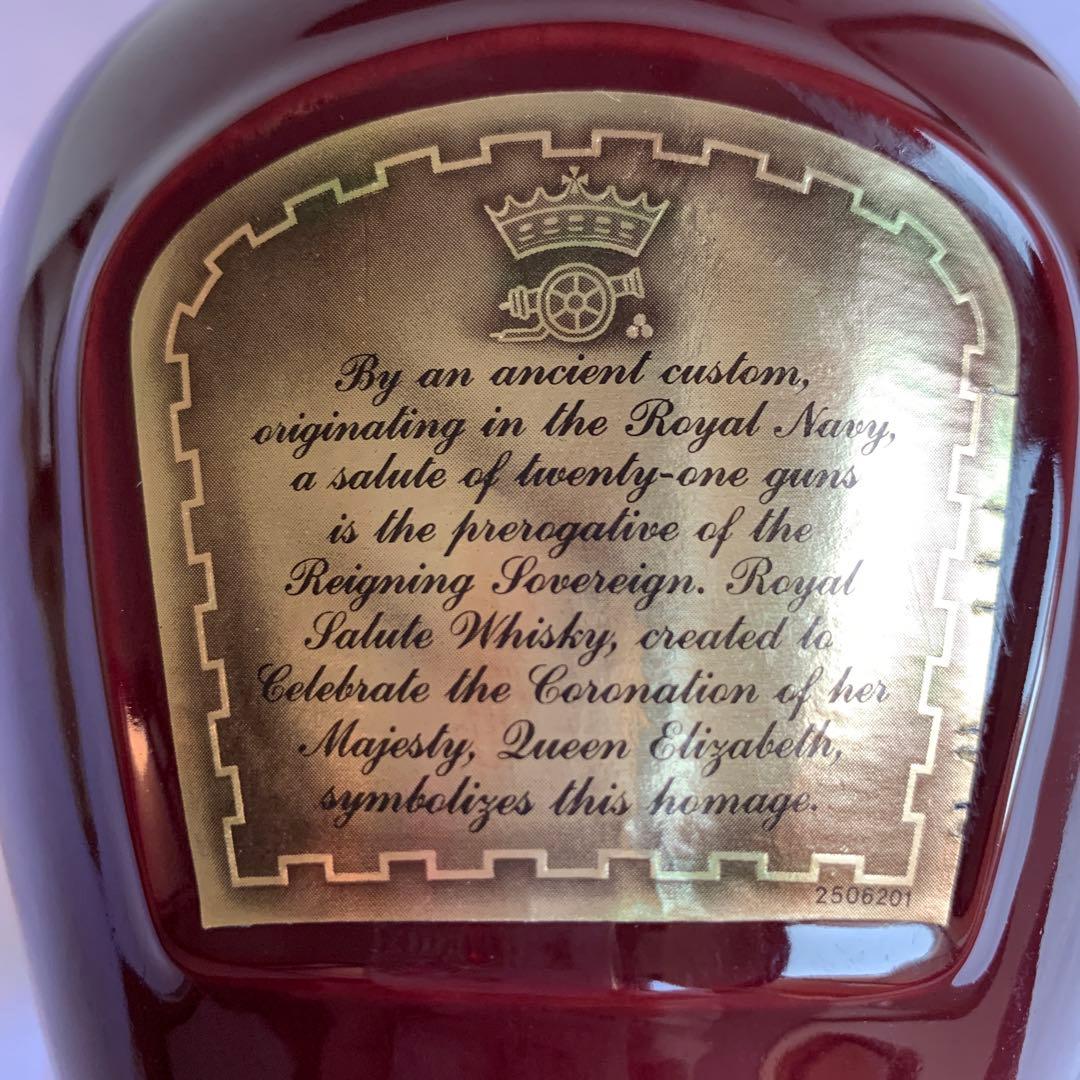 By an ancient custom,
originating in the Royal Navy,
a salute of twenty-one guns
is the prerogative of the
Reigning Sovereign. Royal
Salute Whisky, created to
Celebrate the Coronation of her
Majesty, Queen Elizabeth,
symbolizes this homage.
2506201